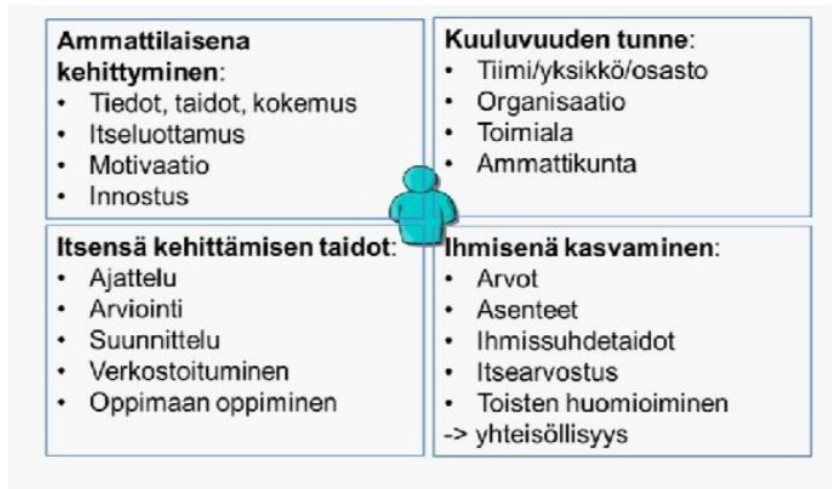 Ammattilaisena
kehittyminen:
• Tiedot, taidot, kokemus
• Itseluottamus
• Motivaatio
• Innostus
Kuuluvuuden tunne:
• Tiimi/yksikkö/osasto
• Organisaatio
• Toimiala
• Ammattikunta
Itsensä kehittämisen taidot:
• Ajattelu
• Arviointi
• Suunnittelu
• Verkostoituminen
• Oppimaan oppiminen
Ihmisenä kasvaminen:
• Arvot
• Asenteet
• Ihmissuhdetaidot
• Itsearvostus
• Toisten huomioiminen
-> yhteisöllisyys